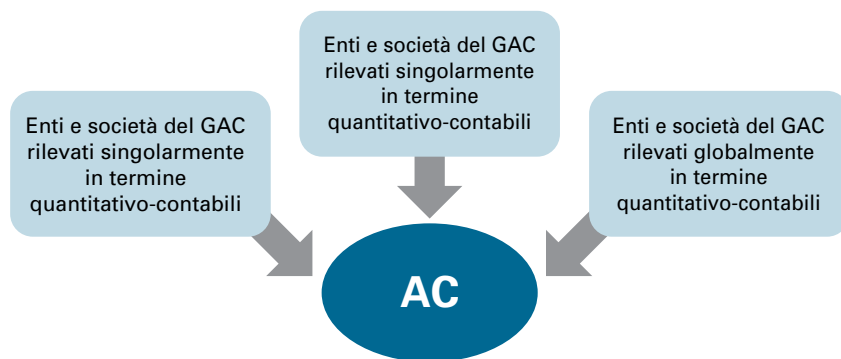 Enti e società del GAC
rilevati singolarmente
in termine
quantitativo-contabili
Enti e società del GAC
rilevati singolarmente
in termine
quantitativo-contabili
Enti e società del GAC
rilevati globalmente
in termine
quantitativo-contabili
AC